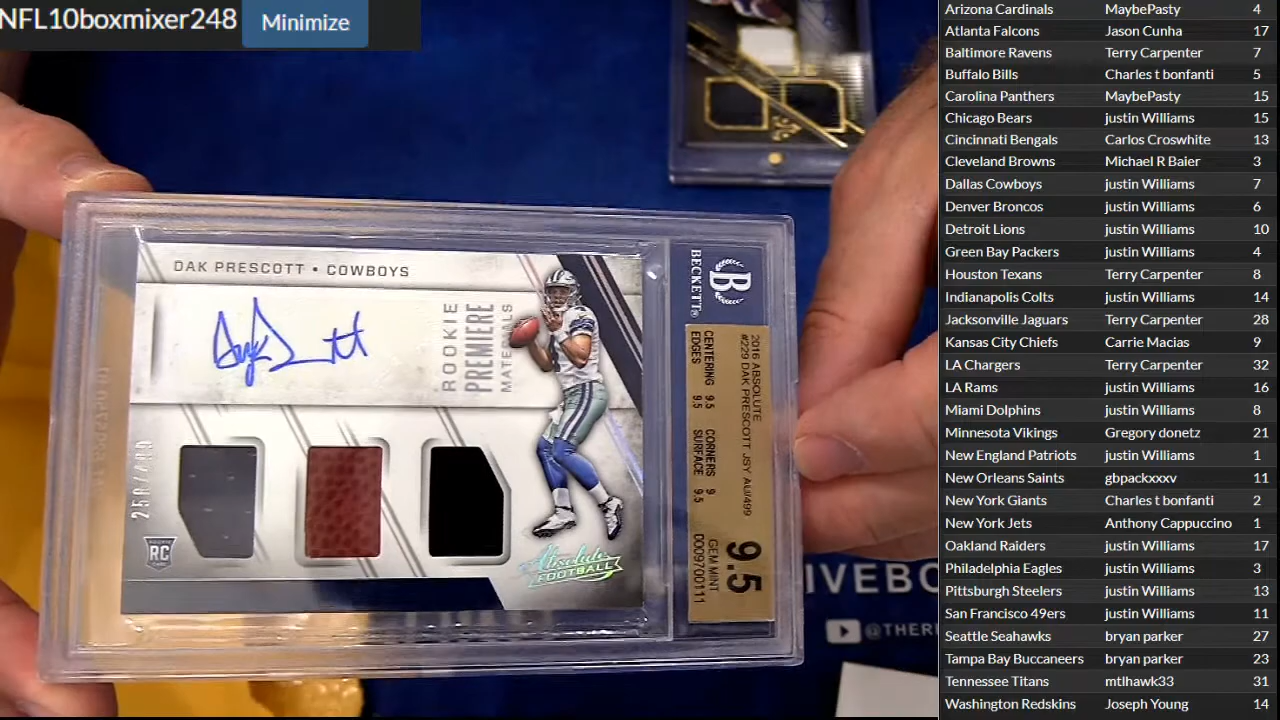 NFL10boxmixer248 Minimize
DAK PRESCOTT • COWBOYS
ROOKIE
PREMIERE
MATERIALS
RC
Absolute
FOOTBALL
B
BECKETT
2016 ABSOLUTE
#229 DAK PRESCOTT JSY AU/499
CENTERING 9.5 CORNERS 9
EDGES 9.5 SURFACE 9.5
9.5
GEM MINT
0009700111
IVEBO
@THERI
Arizona Cardinals MaybePasty 4
Atlanta Falcons Jason Cunha 17
Baltimore Ravens Terry Carpenter 7
Buffalo Bills Charles t bonfanti 5
Carolina Panthers MaybePasty 15
Chicago Bears justin Williams 15
Cincinnati Bengals Carlos Croswhite 13
Cleveland Browns Michael R Baier 3
Dallas Cowboys justin Williams 7
Denver Broncos justin Williams 6
Detroit Lions justin Williams 10
Green Bay Packers justin Williams 4
Houston Texans Terry Carpenter 8
Indianapolis Colts justin Williams 14
Jacksonville Jaguars Terry Carpenter 28
Kansas City Chiefs Carrie Macias 9
LA Chargers Terry Carpenter 32
LA Rams justin Williams 16
Miami Dolphins justin Williams 8
Minnesota Vikings Gregory donetz 21
New England Patriots justin Williams 1
New Orleans Saints gbpackxxxv 11
New York Giants Charles t bonfanti 2
New York Jets Anthony Cappuccino 1
Oakland Raiders justin Williams 17
Philadelphia Eagles justin Williams 3
Pittsburgh Steelers justin Williams 13
San Francisco 49ers justin Williams 11
Seattle Seahawks bryan parker 27
Tampa Bay Buccaneers bryan parker 23
Tennessee Titans mtlhawk33 31
Washington Redskins Joseph Young 14